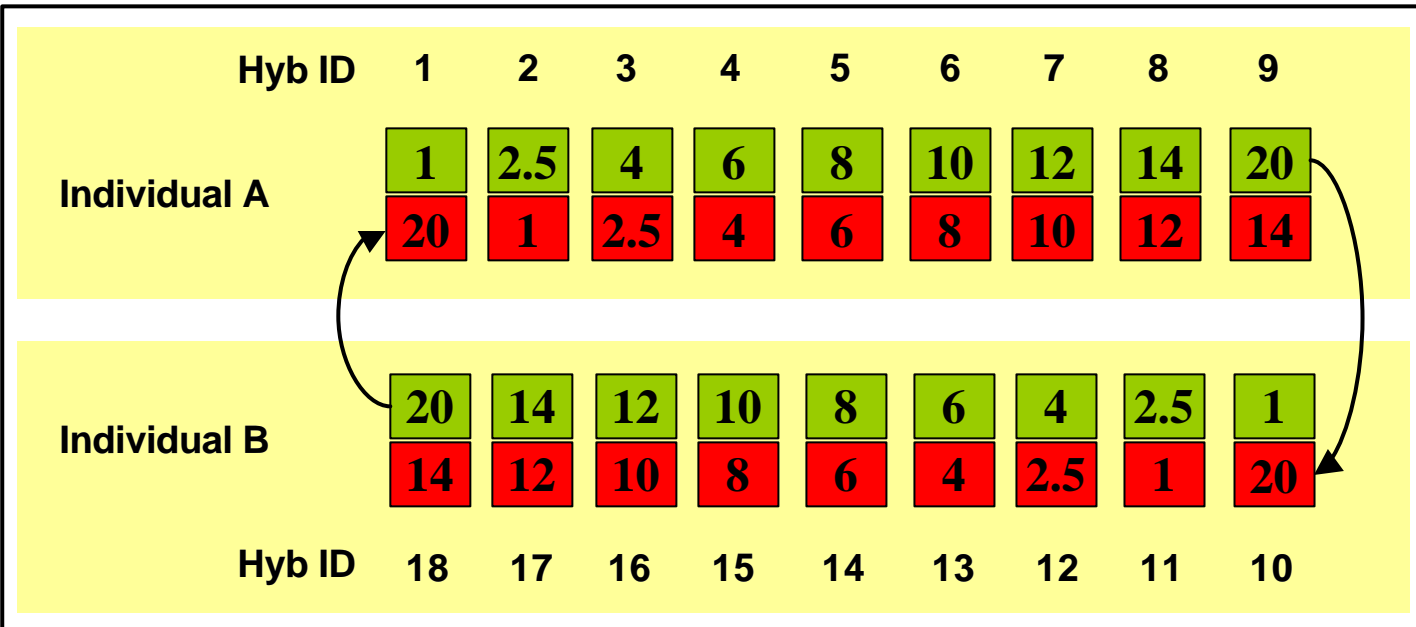 Hyb ID 1 2 3 4 5 6 7 8 9
1 2.5 4 6 8 10 12 14 20
Individual A
20 1 2.5 4 6 8 10 12 14
20 14 12 10 8 6 4 2.5 1
Individual B
14 12 10 8 6 4 2.5 1 20
Hyb ID 18 17 16 15 14 13 12 11 10